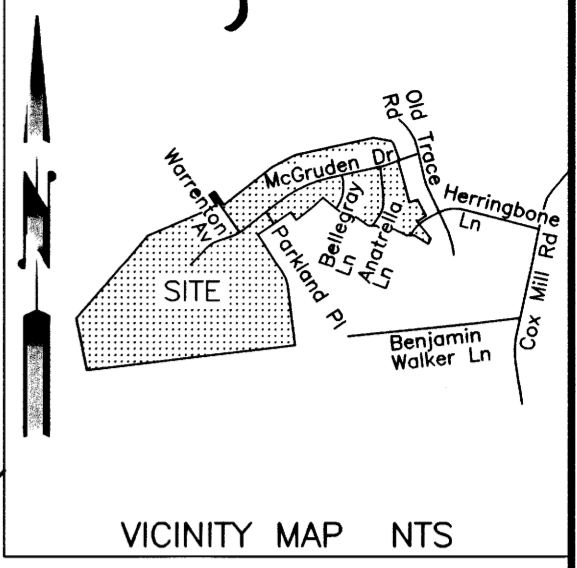 N
Old Trace
Rd
Warrenton
Av
McGruden Dr
Herringbone
Ln
Bellegray
Ln
Anatrella
Ln
Parkland Pl
SITE
Cox Mill Rd
Benjamin
Walker Ln
VICINITY MAP NTS